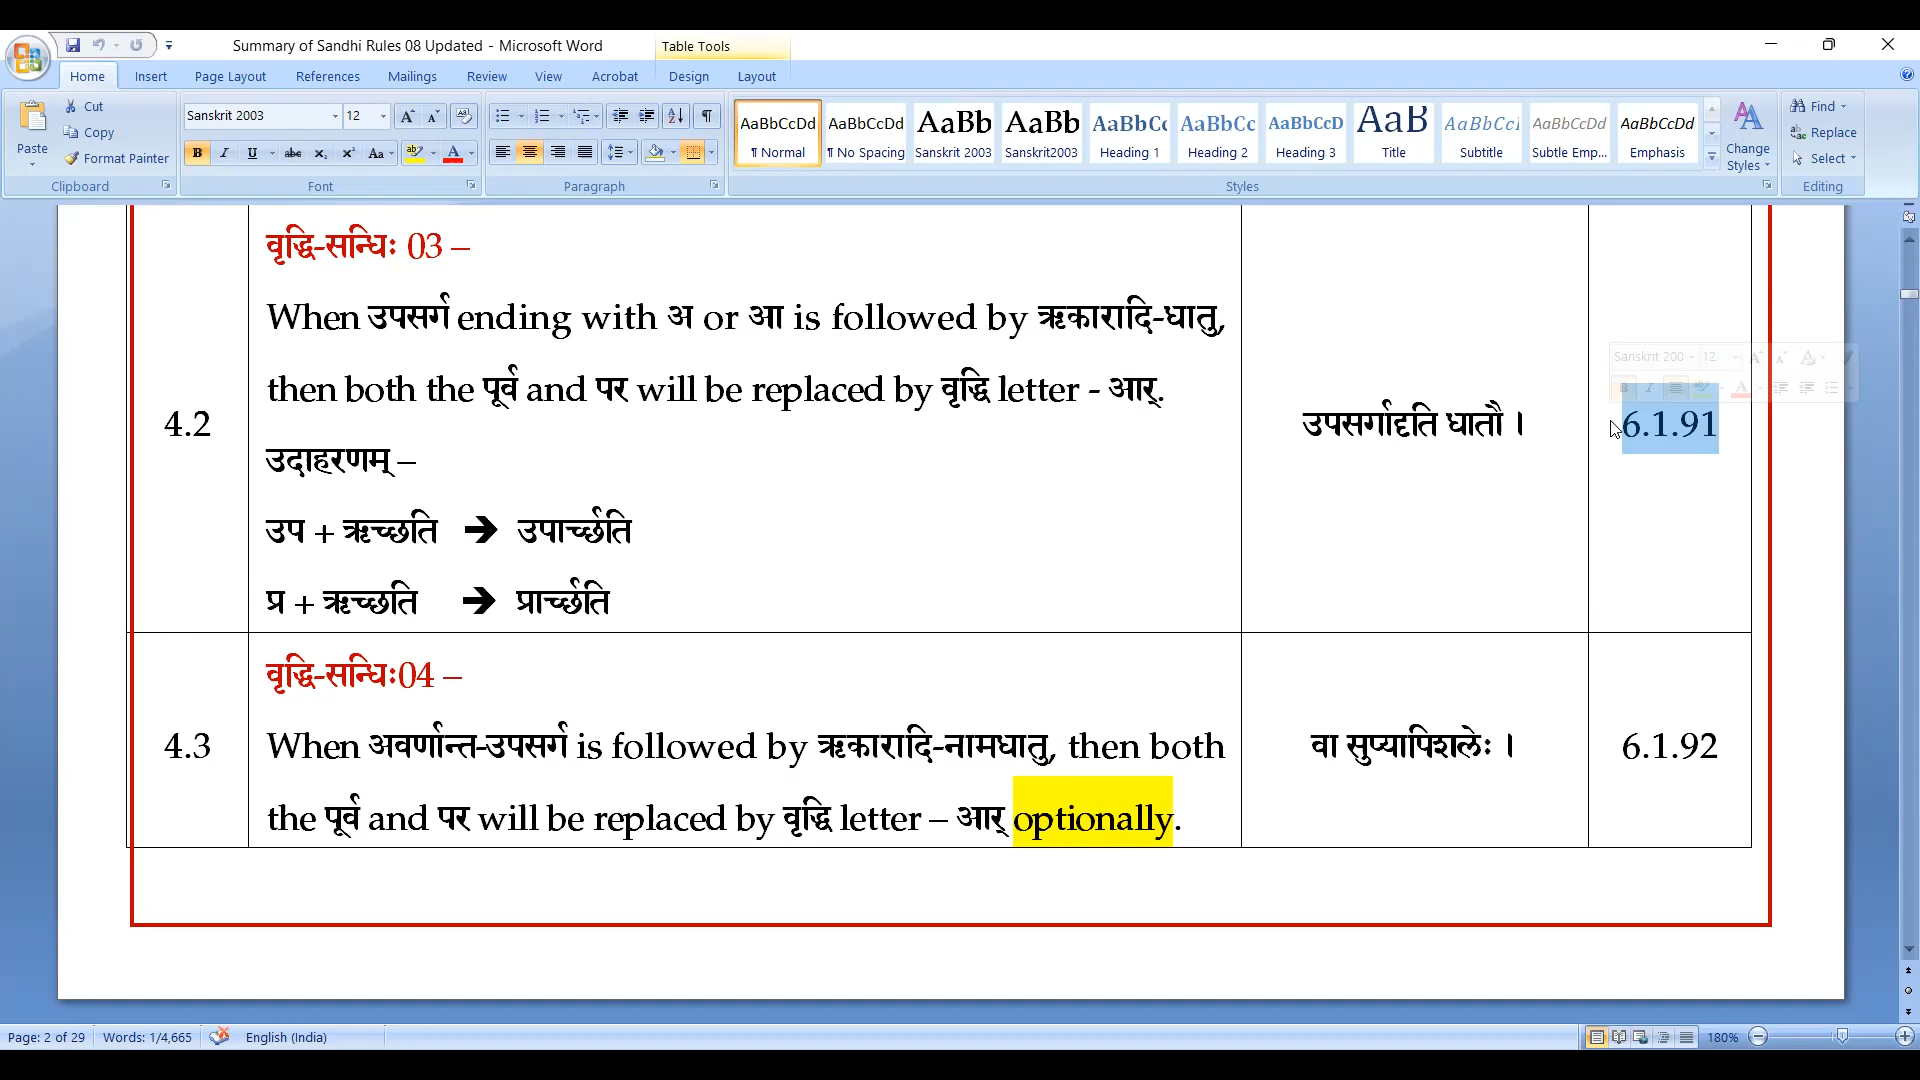 Summary of Sandhi Rules 08 Updated - Microsoft Word
Table Tools
Home Insert Page Layout References Mailings Review View Acrobat Design Layout
Paste
Cut
Copy
Format Painter
Clipboard
Sanskrit 2003 12
Font
Paragraph
AaBbCcDd AaBbCcDd AaBb AaBb AaBbCc AaBbCc AaBbCcD AaB AaBbCcI AaBbCcDd AaBbCcDd
¶ Normal ¶ No Spacing Sanskrit 2003 Sanskrit2003 Heading 1 Heading 2 Heading 3 Title Subtitle Subtle Emp... Emphasis
Change Styles
Styles
Find
Replace
Select
Editing
वृद्धि-सन्धिः 03 –
When उपसर्ग ending with अ or आ is followed by ऋकारादि-धातु,
then both the पूर्व and पर will be replaced by वृद्धि letter - आर्.
4.2
उदाहरणम् –
उप + ऋच्छति ➔ उपार्च्छति
प्र + ऋच्छति ➔ प्रार्च्छति
उपसर्गादृति धातौ ।
Sanskrit 200 12
6.1.91
वृद्धि-सन्धिः04 –
4.3
When अवर्णान्त-उपसर्ग is followed by ऋकारादि-नामधातु, then both
the पूर्व and पर will be replaced by वृद्धि letter – आर् optionally.
वा सुप्यापिशलेः ।
6.1.92
Page: 2 of 29 Words: 1/4,665 English (India) 180%